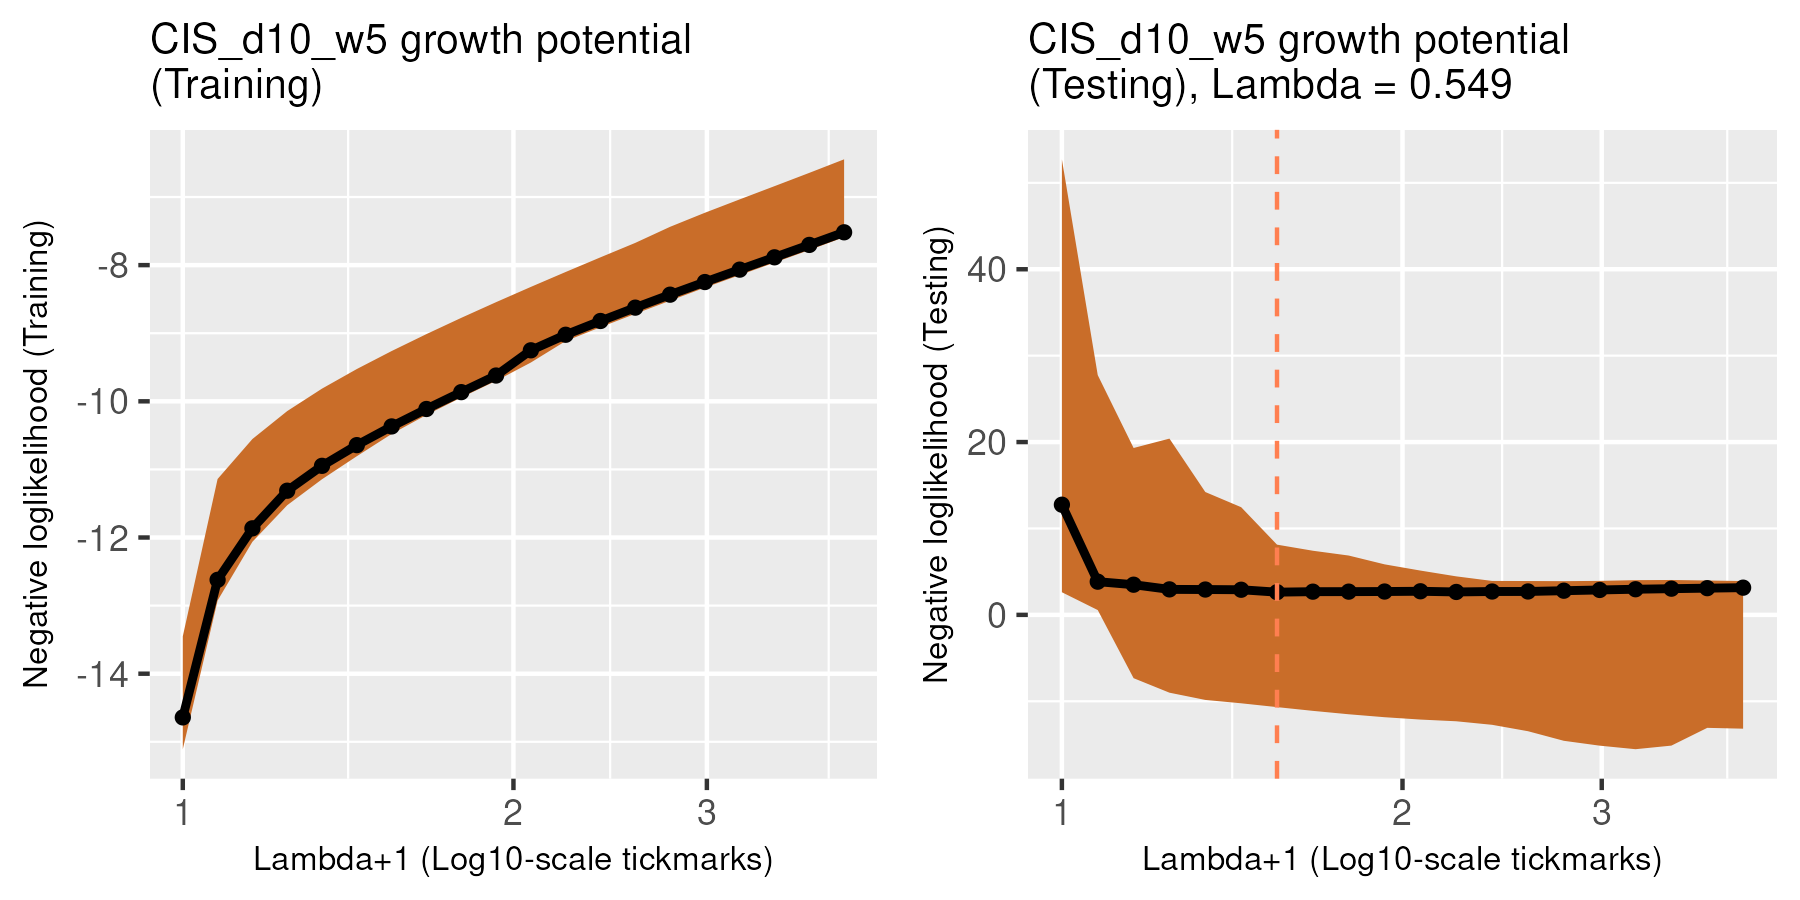 CIS_d10_w5 growth potential
(Training)
Negative loglikelihood (Training)
-8
-10
-12
-14
1
2
3
Lambda+1 (Log10-scale tickmarks)
CIS_d10_w5 growth potential
(Testing), Lambda = 0.549
Negative loglikelihood (Testing)
40
20
0
1
2
3
Lambda+1 (Log10-scale tickmarks)